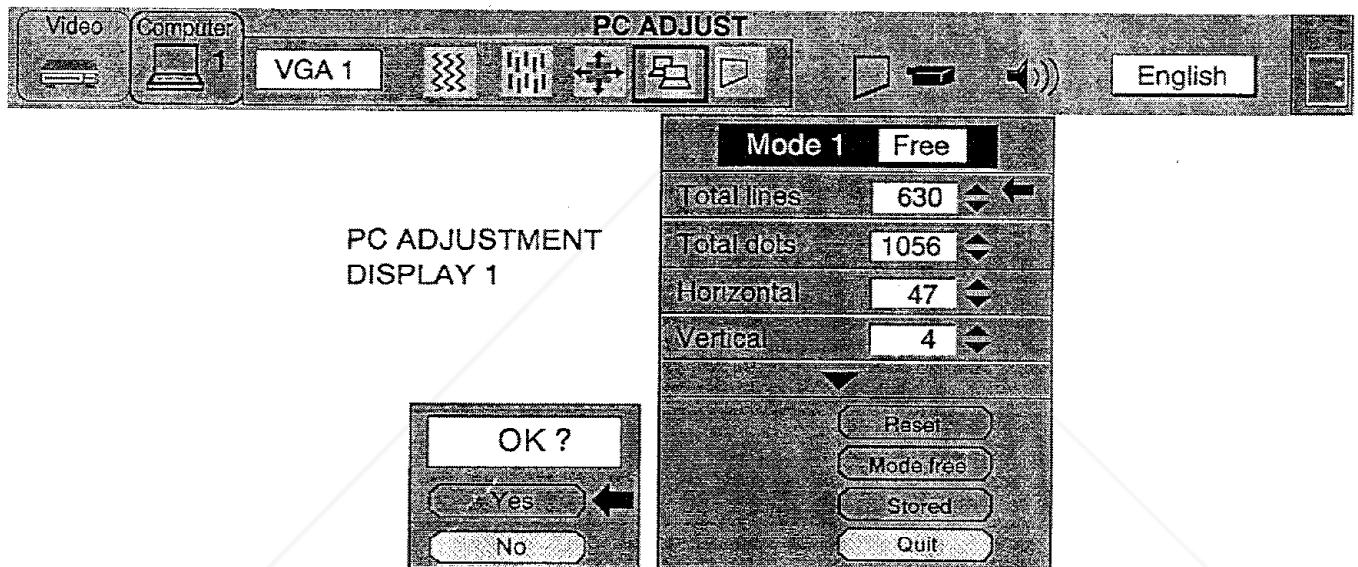 PC ADJUST
Video
Computer
1
VGA 1
English
Mode 1 Free
Total lines 630
Total dots 1056
Horizontal 47
Vertical 4
PC ADJUSTMENT
DISPLAY 1
Reset
Mode free
Stored
Quit
OK ?
Yes
No